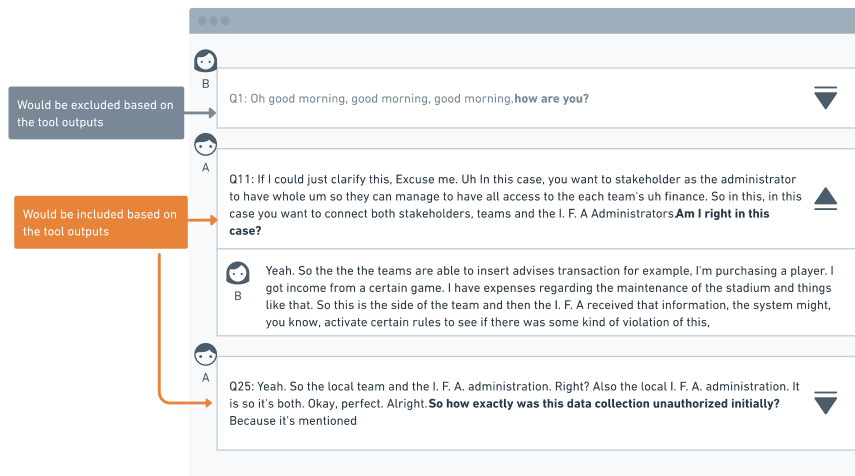 B
Q1: Oh good morning, good morning, good morning,how are you?
Would be excluded based on
the tool outputs
A
Q11: If I could just clarify this, Excuse me. Uh In this case, you want to stakeholder as the administrator
to have whole um so they can manage to have all access to the each team's uh finance. So in this, in this
case you want to connect both stakeholders, teams and the I. F. A Administrators.Am I right in this
case?
Would be included based on
the tool outputs
B
Yeah. So the the the teams are able to insert advises transaction for example, I'm purchasing a player. I
got income from a certain game. I have expenses regarding the maintenance of the stadium and things
like that. So this is the side of the team and then the I. F. A received that information, the system might,
you know, activate certain rules to see if there was some kind of violation of this,
A
Q25: Yeah. So the local team and the I. F. A. administration. Right? Also the local I. F. A. administration. It
is so it's both. Okay, perfect. Alright.So how exactly was this data collection unauthorized initially?
Because it's mentioned